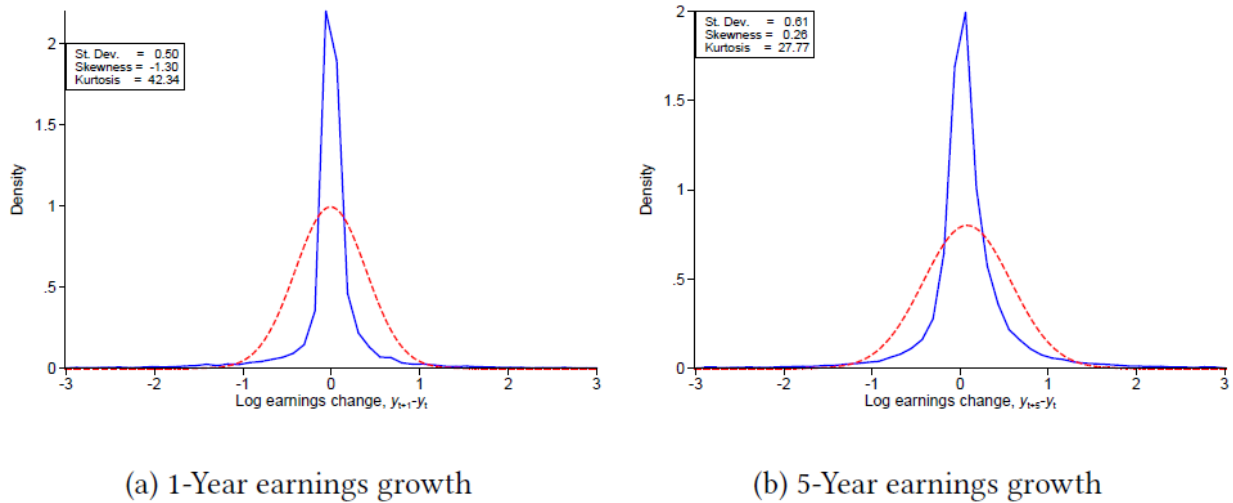 St. Dev. = 0.50
Skewness = -1.30
Kurtosis = 42.34
2
1.5
1
.5
0
Density
-3
-2
-1
0
1
2
3
Log earnings change, yt+1-yt
(a) 1-Year earnings growth
St. Dev. = 0.61
Skewness = 0.26
Kurtosis = 27.77
2
1.5
1
.5
0
Density
-3
-2
-1
0
1
2
3
Log earnings change, yt+5-yt
(b) 5-Year earnings growth